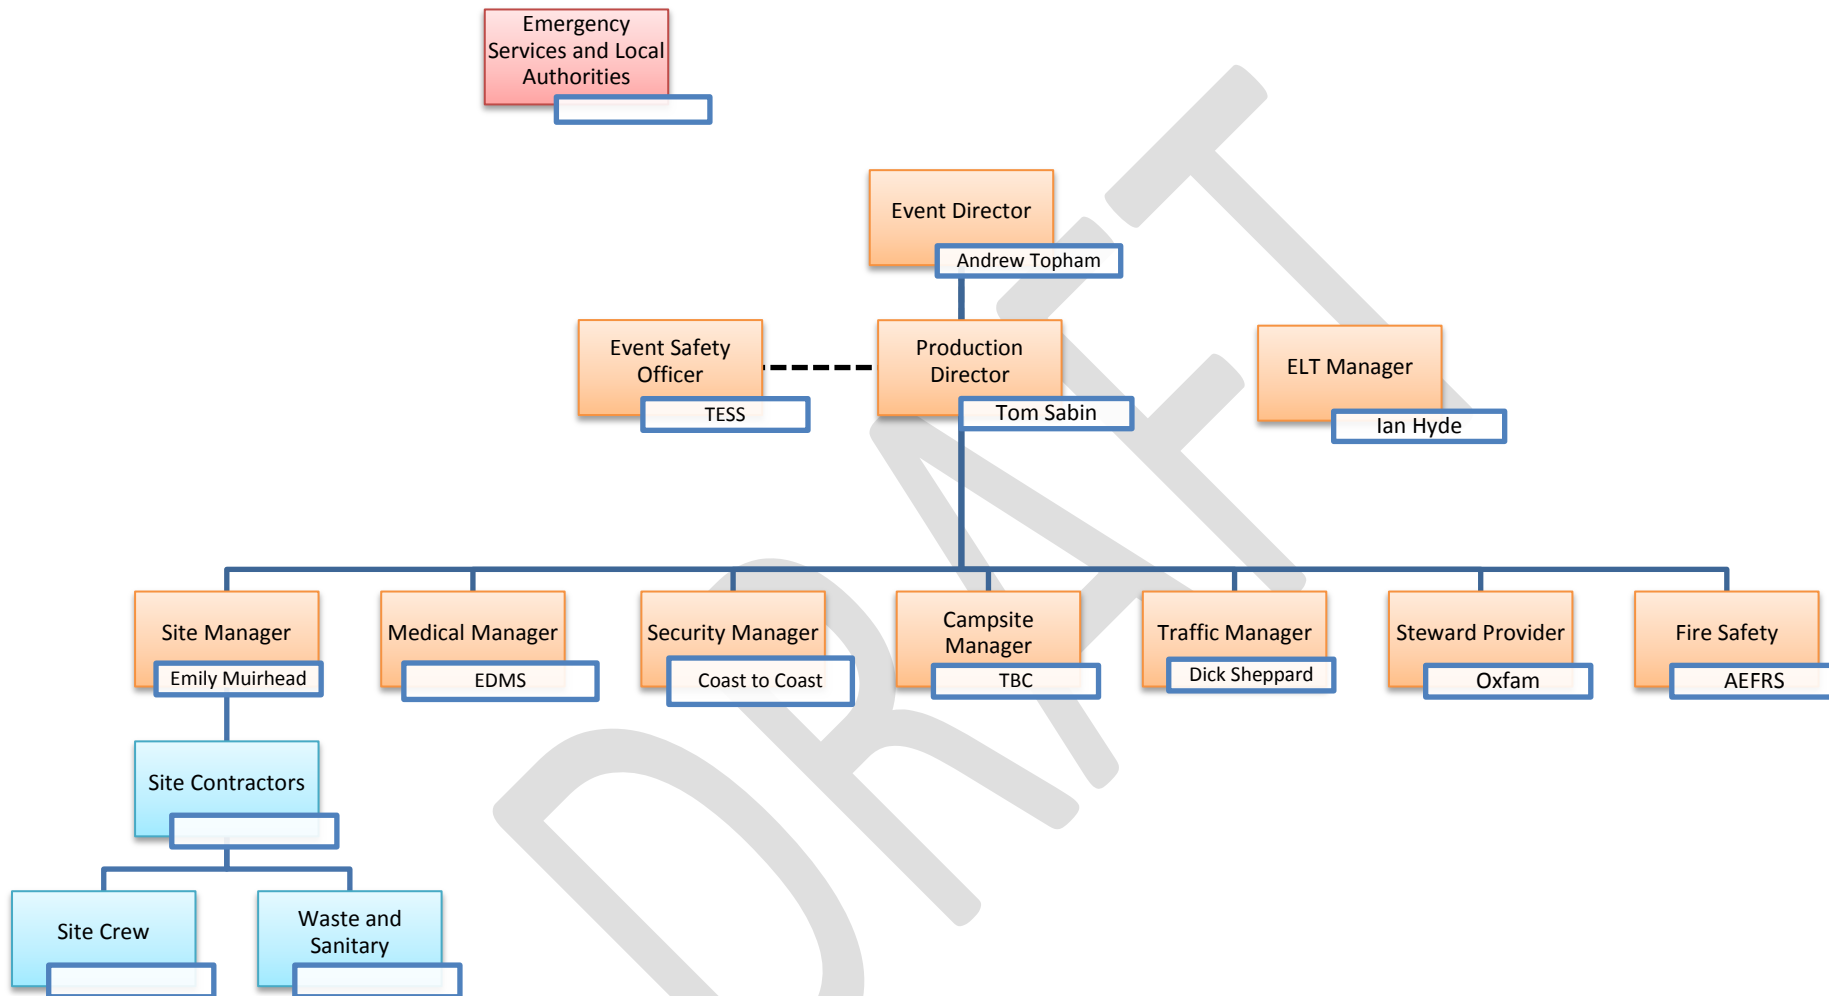 Emergency
Services and Local
Authorities
Event Director
Andrew Topham
Event Safety
Officer
TESS
Production
Director
Tom Sabin
ELT Manager
Ian Hyde
Site Manager
Emily Muirhead
Medical Manager
EDMS
Security Manager
Coast to Coast
Campsite
Manager
TBC
Traffic Manager
Dick Sheppard
Steward Provider
Oxfam
Fire Safety
AEFRS
Site Contractors
Site Crew
Waste and
Sanitary
DRAFT